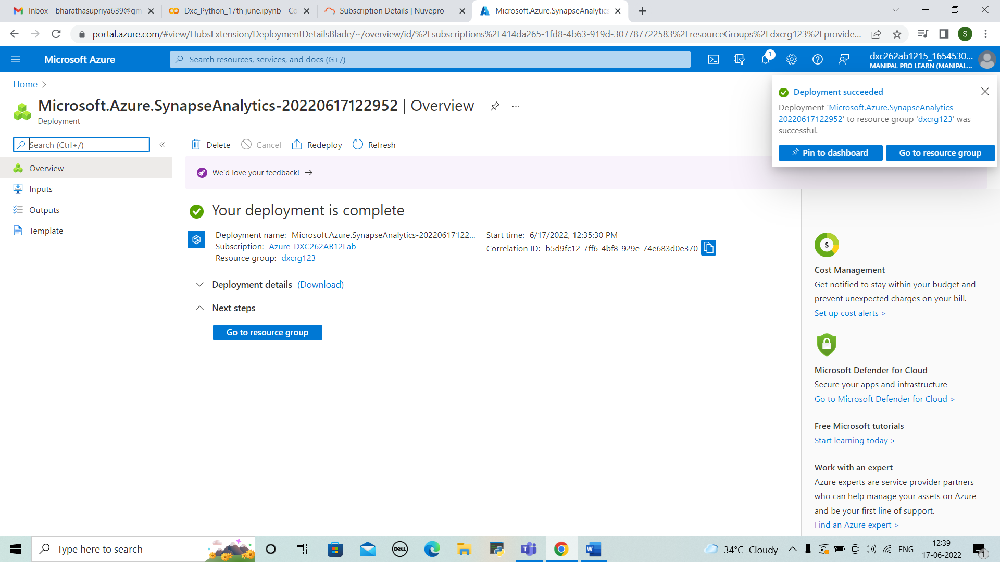 Inbox - bharathasupriya639@gm
Dxc_Python_17th june.ipynb - Co
Subscription Details | Nuvepro
Microsoft.Azure.SynapseAnalytics
portal.azure.com/#view/HubsExtension/DeploymentDetailsBlade/~/overview/id/%2Fsubscriptions%2F414da265-1fd8-4b63-919d-307787722583%2FresourceGroups%2Fdxcrg123%2Fprovide...
S
Microsoft Azure
Search resources, services, and docs (G+/)
1
dxc262ab1215_1654530...
MANIPAL PRO LEARN (MANIPAL...
Home
Microsoft.Azure.SynapseAnalytics-20220617122952 | Overview
Deployment
Deployment succeeded
Deployment 'Microsoft.Azure.SynapseAnalytics-
20220617122952' to resource group 'dxcrg123' was
successful.
Pin to dashboard
Go to resource group
Search (Ctrl+/)
Delete
Cancel
Redeploy
Refresh
Overview
Inputs
Outputs
Template
We'd love your feedback!
Your deployment is complete
Deployment name: Microsoft.Azure.SynapseAnalytics-20220617122...
Subscription: Azure-DXC262AB12Lab
Resource group: dxcrg123
Start time: 6/17/2022, 12:35:30 PM
Correlation ID: b5d9fc12-7ff6-4bf8-929e-74e683d0e370
Deployment details (Download)
Next steps
Go to resource group
$
Cost Management
Get notified to stay within your budget and
prevent unexpected charges on your bill.
Set up cost alerts >
Microsoft Defender for Cloud
Secure your apps and infrastructure
Go to Microsoft Defender for Cloud >
Free Microsoft tutorials
Start learning today >
Work with an expert
Azure experts are service provider partners
who can help manage your assets on Azure
and be your first line of support.
Find an Azure expert >
Type here to search
DELL
W
34°C Cloudy
ENG
12:39
17-06-2022
1